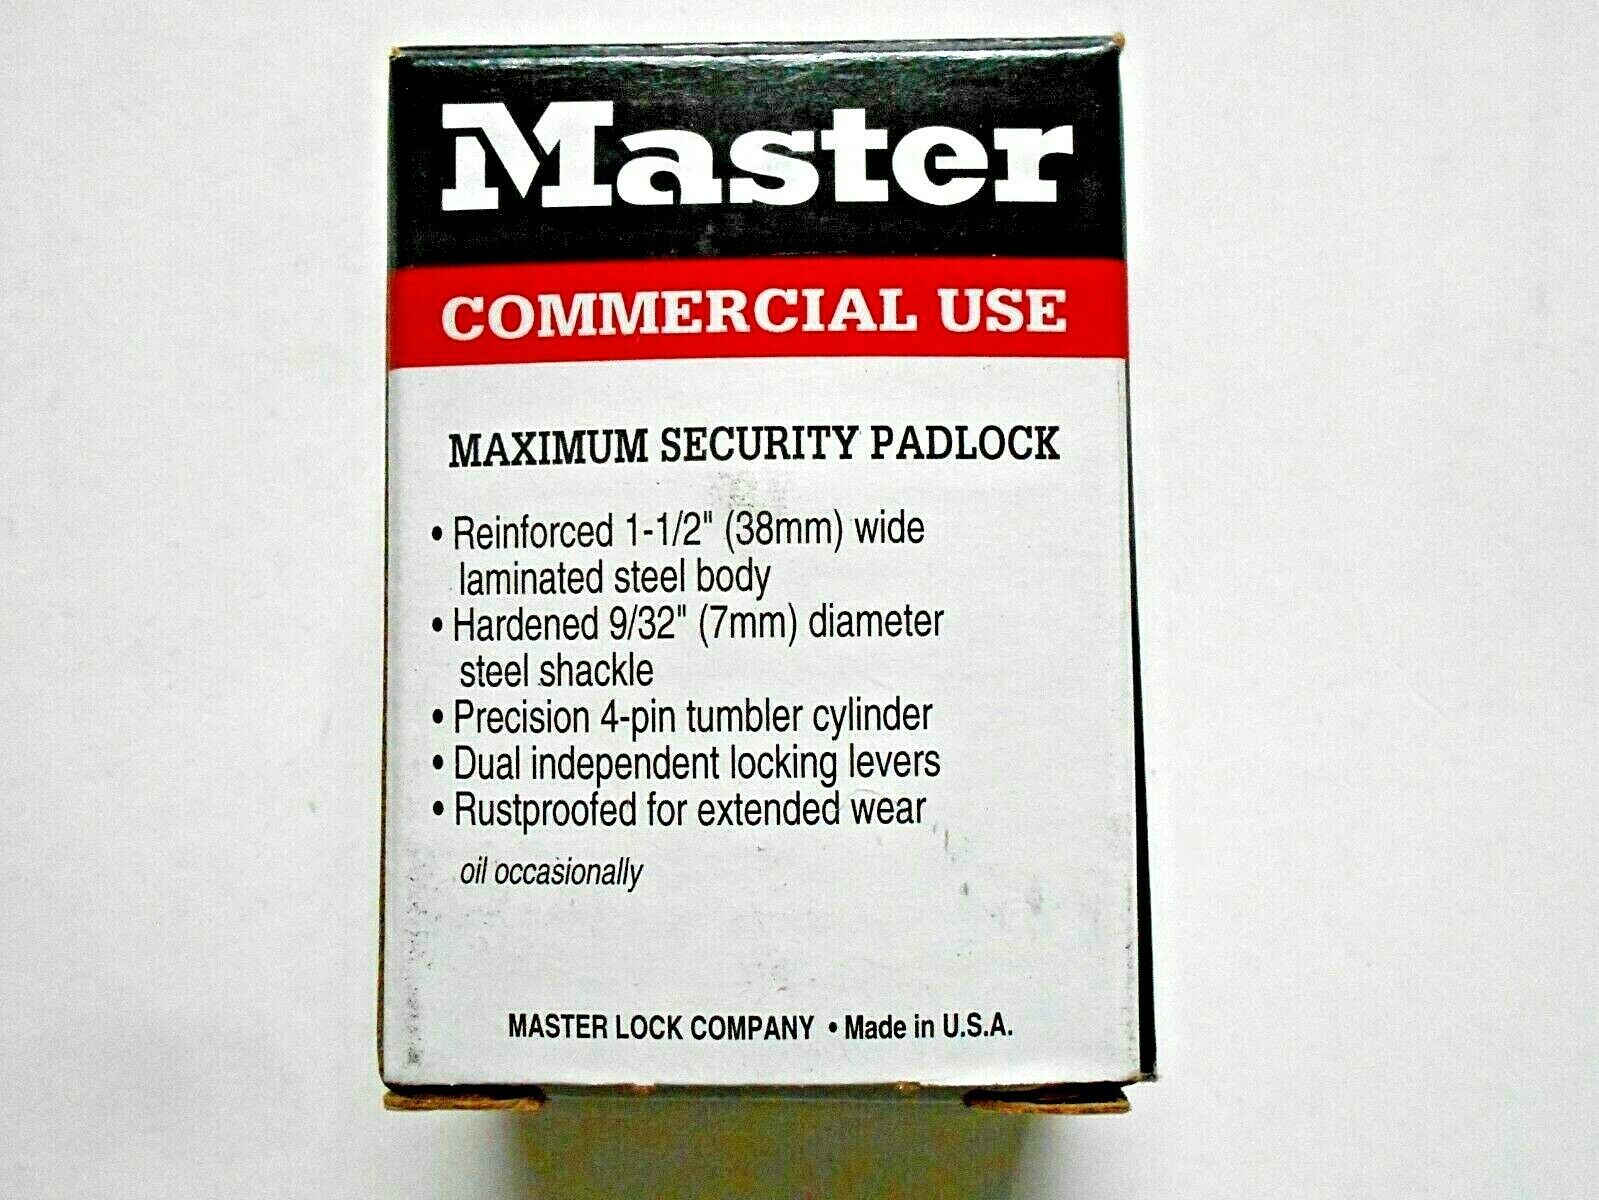 Master
COMMERCIAL USE
MAXIMUM SECURITY PADLOCK
• Reinforced 1-1/2" (38mm) wide
laminated steel body
• Hardened 9/32" (7mm) diameter
steel shackle
• Precision 4-pin tumbler cylinder
• Dual independent locking levers
• Rustproofed for extended wear
oil occasionally
MASTER LOCK COMPANY • Made in U.S.A.